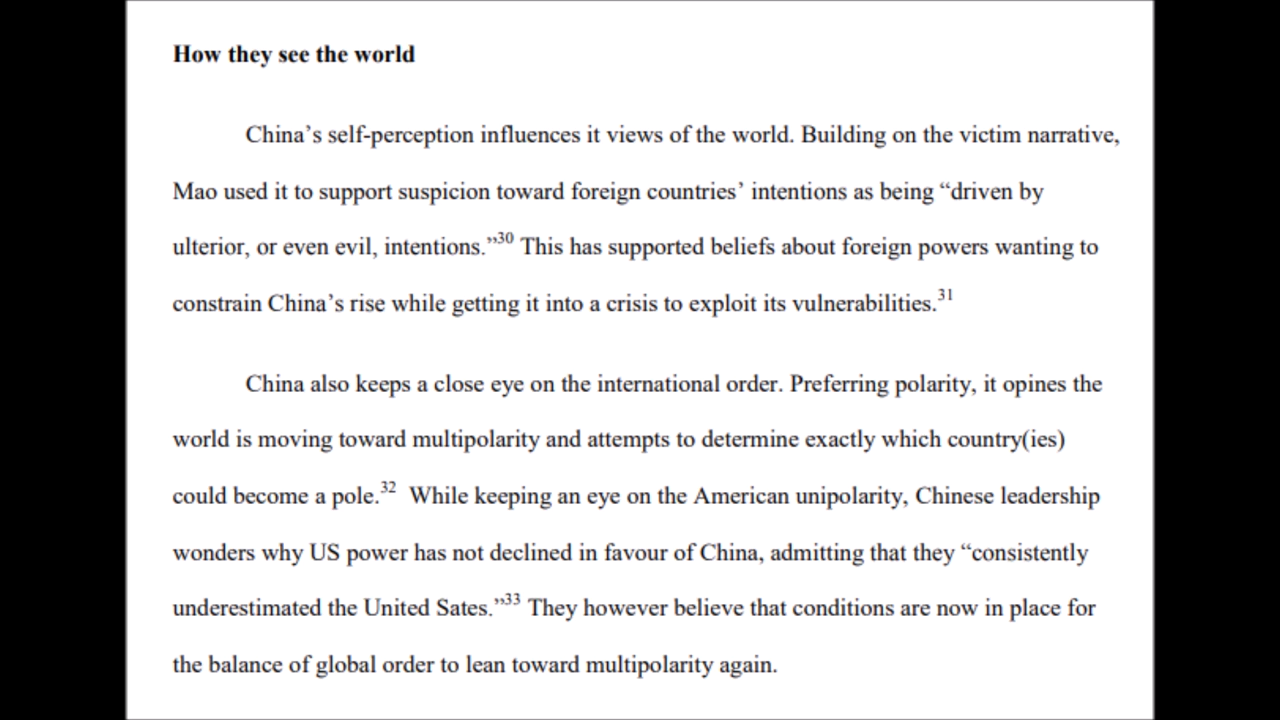 How they see the world
China’s self-perception influences it views of the world. Building on the victim narrative,
Mao used it to support suspicion toward foreign countries’ intentions as being “driven by
ulterior, or even evil, intentions.”30 This has supported beliefs about foreign powers wanting to
constrain China’s rise while getting it into a crisis to exploit its vulnerabilities.31
China also keeps a close eye on the international order. Preferring polarity, it opines the
world is moving toward multipolarity and attempts to determine exactly which country(ies)
could become a pole.32 While keeping an eye on the American unipolarity, Chinese leadership
wonders why US power has not declined in favour of China, admitting that they “consistently
underestimated the United Sates.”33 They however believe that conditions are now in place for
the balance of global order to lean toward multipolarity again.